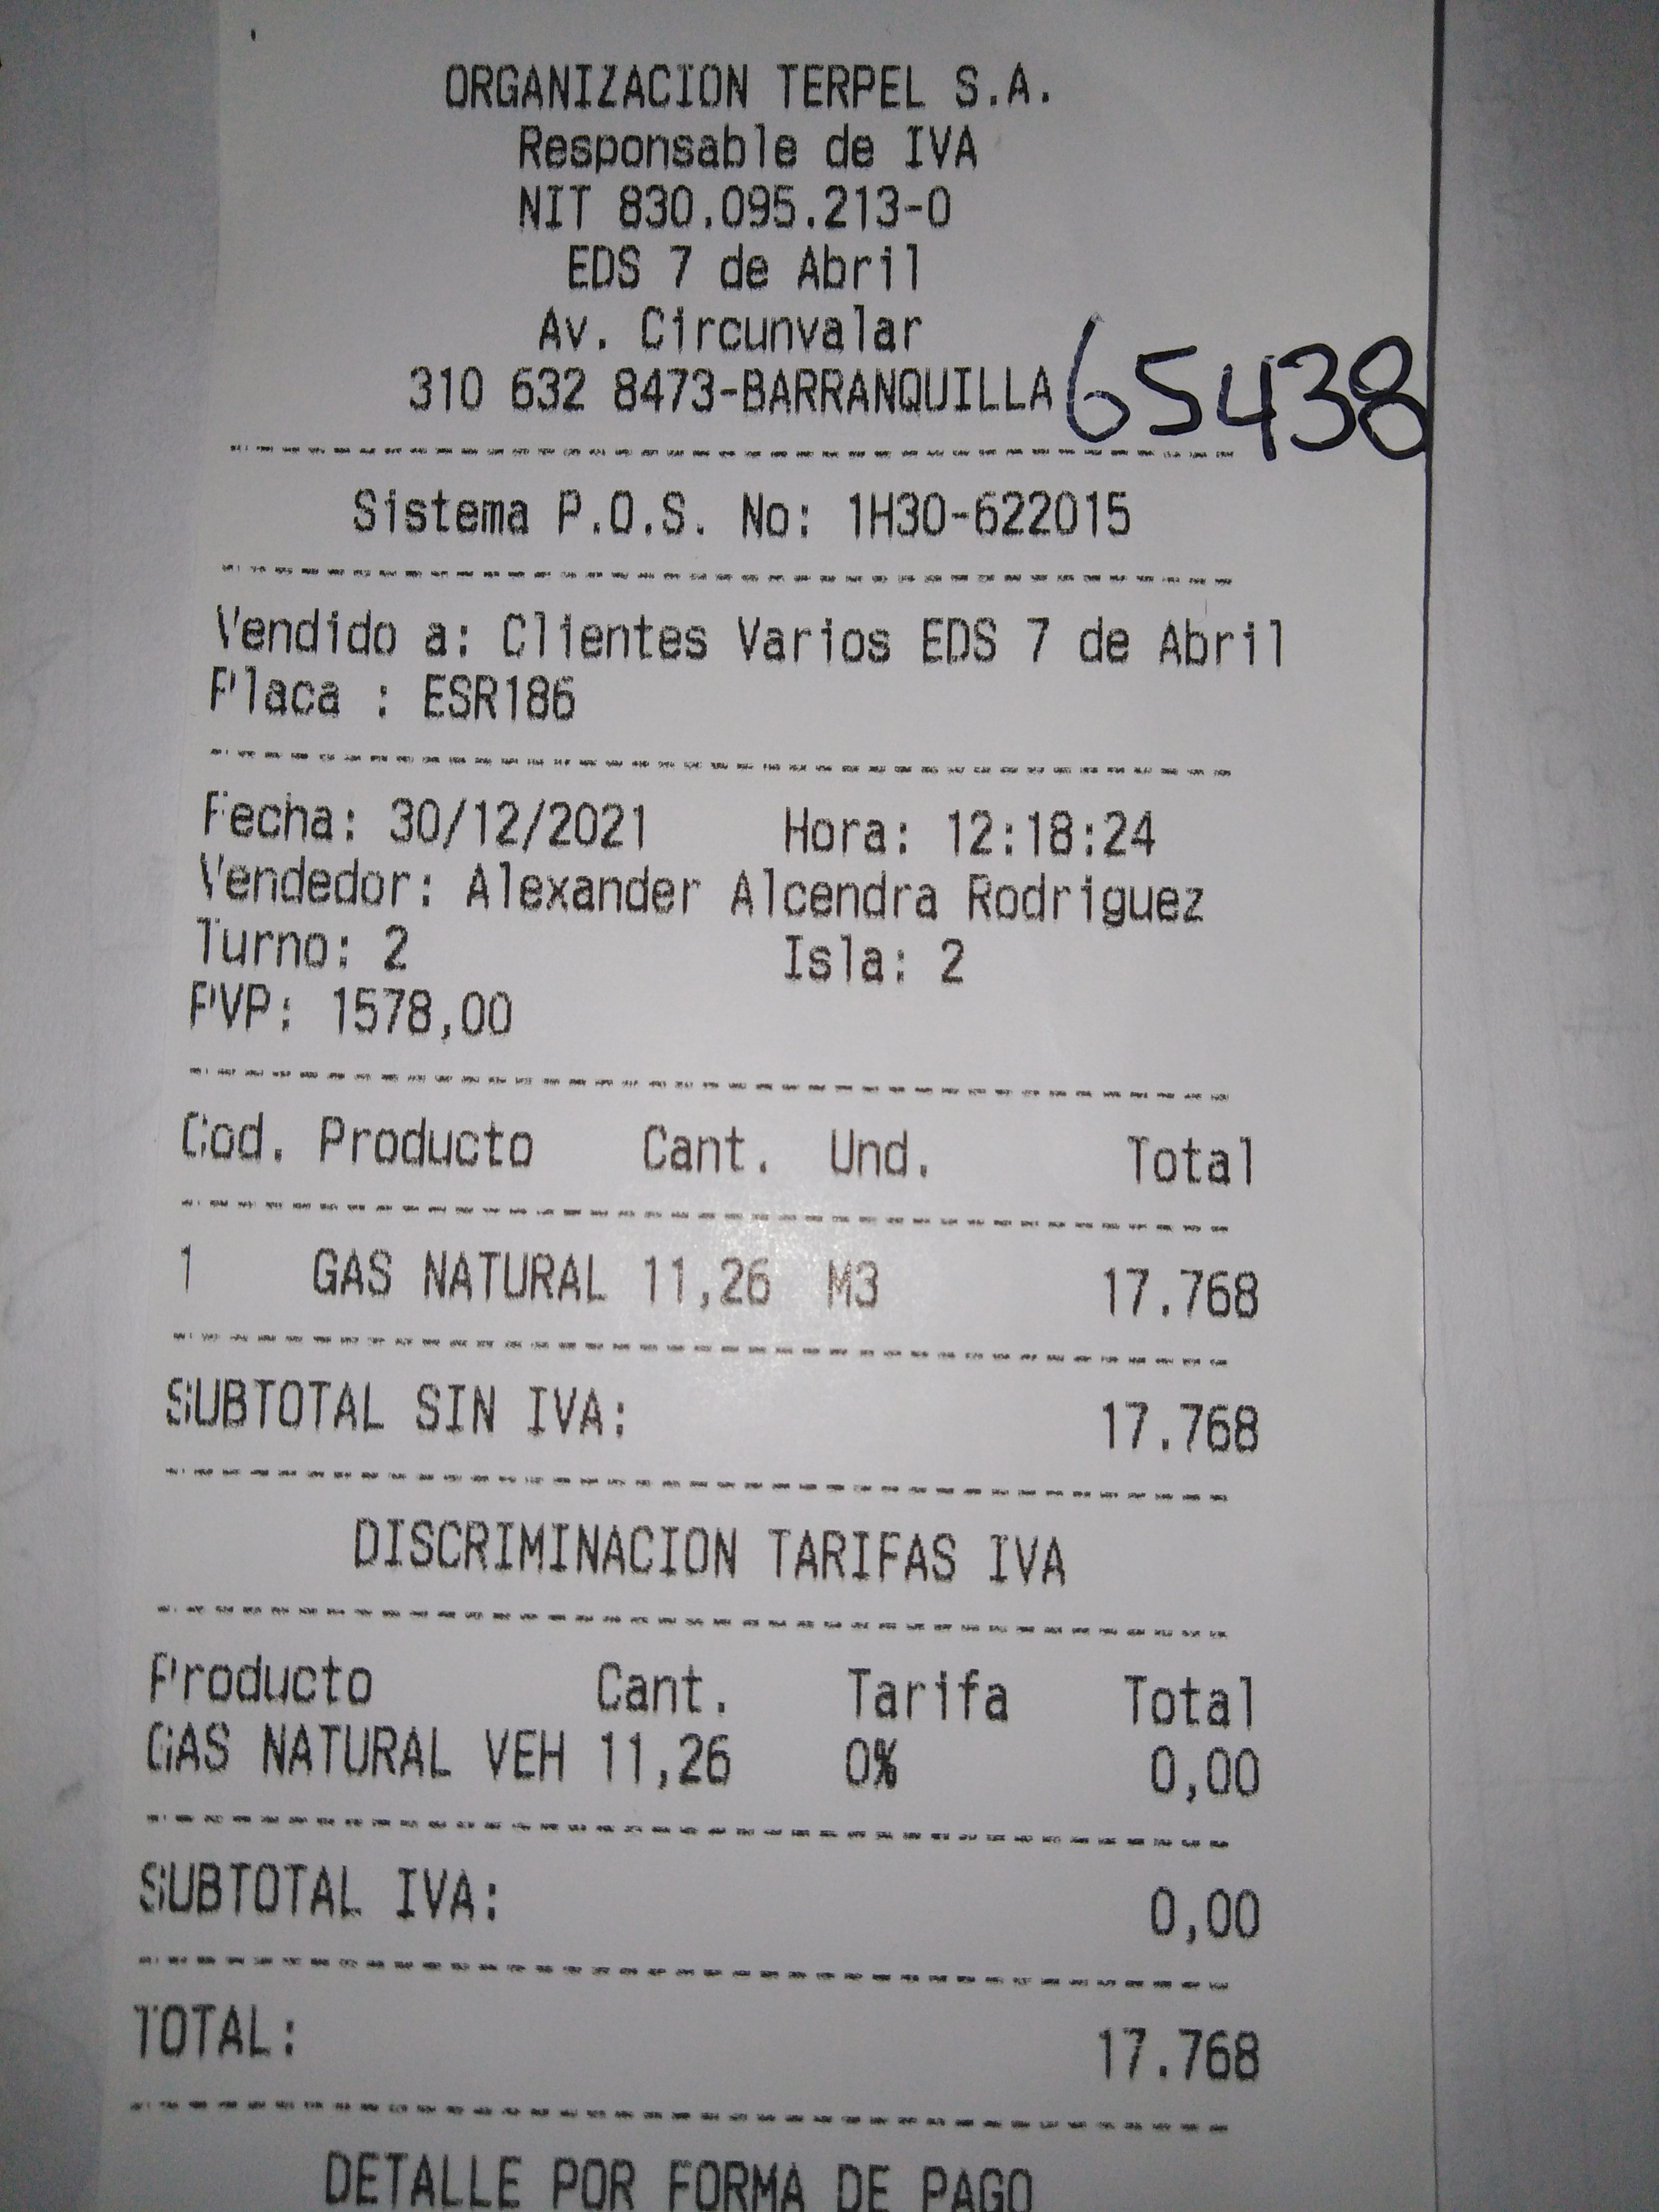 ORGANIZACION TERPEL S.A.
Responsable de IVA
NIT 830.095.213-0
EDS 7 de Abril
Av. Circunvalar
310 632 8473-BARRANQUILLA 65438
Sistema P.O.S. No: 1H30-622015
Vendido a: Clientes Varios EDS 7 de Abril
Placa : ESR186
Fecha: 30/12/2021 Hora: 12:18:24
Vendedor: Alexander Alcendra Rodriguez
Turno: 2 Isla: 2
PVP: 1578,00
Cod. Producto Cant. Und. Total
1 GAS NATURAL 11,26 M3 17.768
SUBTOTAL SIN IVA: 17.768
DISCRIMINACION TARIFAS IVA
Producto Cant. Tarifa Total
GAS NATURAL VEH 11,26 0% 0,00
SUBTOTAL IVA: 0,00
TOTAL: 17.768
DETALLE POR FORMA DE PAGO